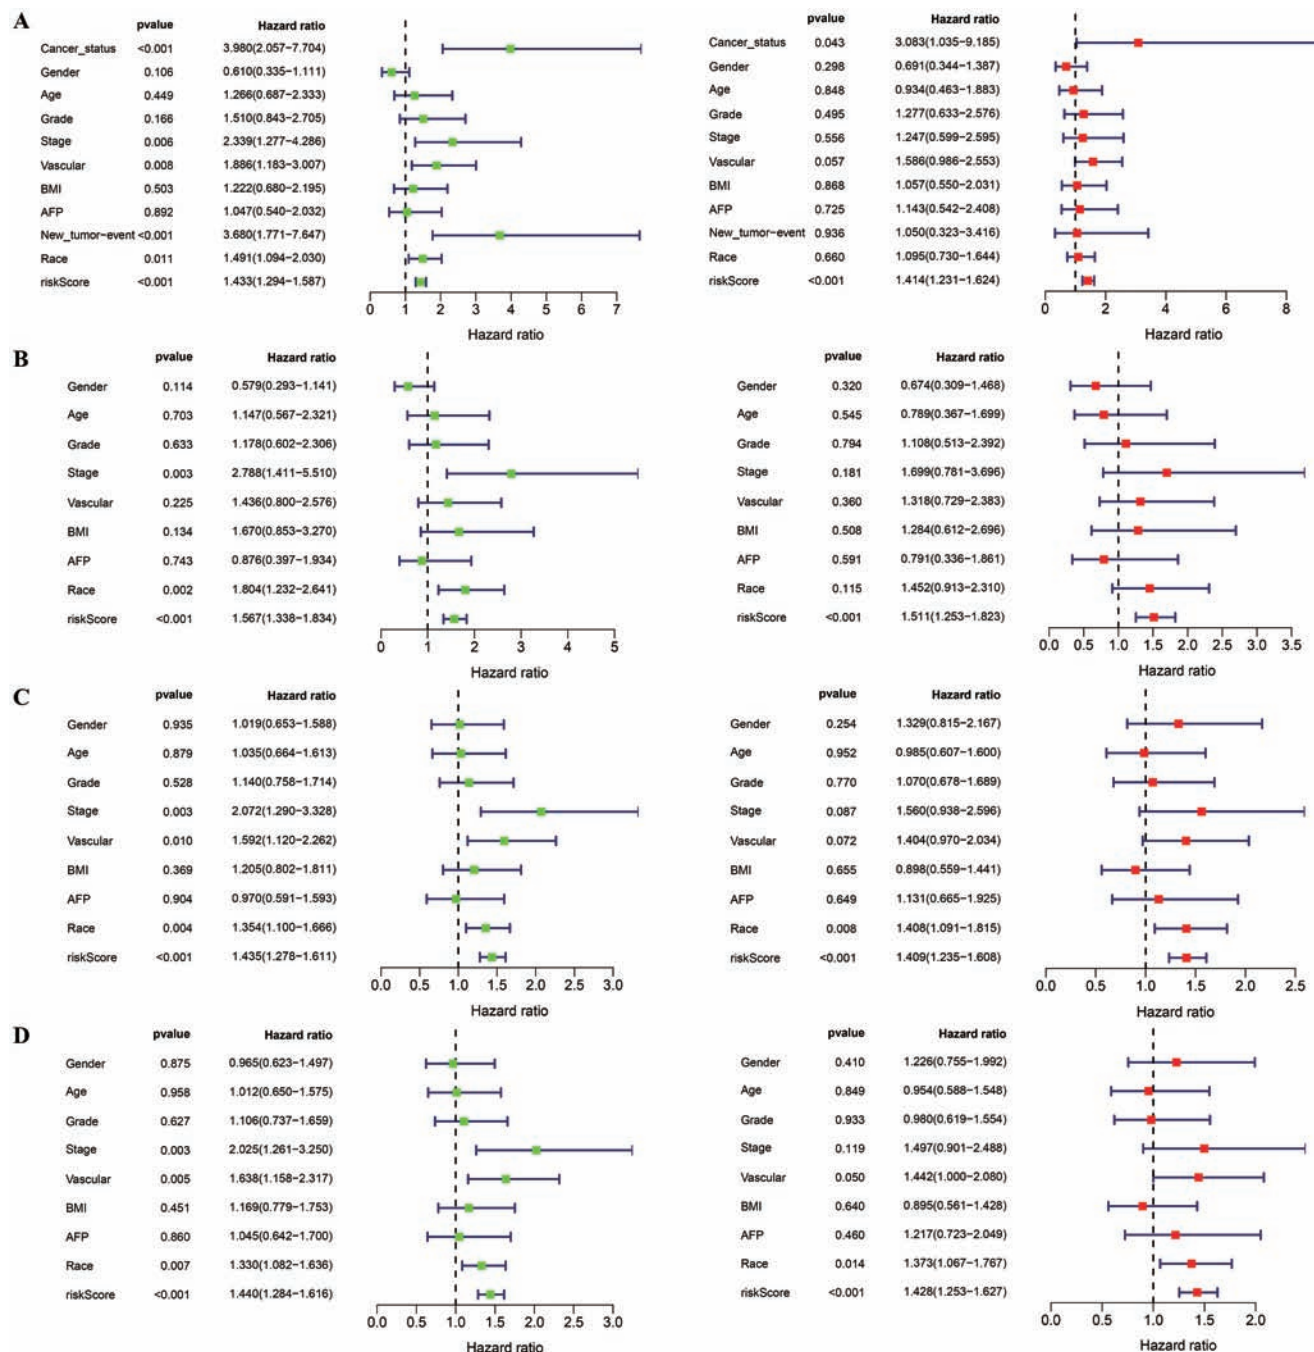 A
pvalue Hazard ratio
Cancer_status <0.001 3.980(2.057−7.704)
Gender 0.106 0.610(0.335−1.111)
Age 0.449 1.266(0.687−2.333)
Grade 0.166 1.510(0.843−2.705)
Stage 0.006 2.339(1.277−4.286)
Vascular 0.008 1.886(1.183−3.007)
BMI 0.503 1.222(0.680−2.195)
AFP 0.892 1.047(0.540−2.032)
New_tumor−event <0.001 3.680(1.771−7.647)
Race 0.011 1.491(1.094−2.030)
riskScore <0.001 1.433(1.294−1.587)
0 1 2 3 4 5 6 7
Hazard ratio
pvalue Hazard ratio
Cancer_status 0.043 3.083(1.035−9.185)
Gender 0.298 0.691(0.344−1.387)
Age 0.848 0.934(0.463−1.883)
Grade 0.495 1.277(0.633−2.576)
Stage 0.556 1.247(0.599−2.595)
Vascular 0.057 1.586(0.986−2.553)
BMI 0.868 1.057(0.550−2.031)
AFP 0.725 1.143(0.542−2.408)
New_tumor−event 0.936 1.050(0.323−3.416)
Race 0.660 1.095(0.730−1.644)
riskScore <0.001 1.414(1.231−1.624)
0 2 4 6 8
Hazard ratio
B
pvalue Hazard ratio
Gender 0.114 0.579(0.293−1.141)
Age 0.703 1.147(0.567−2.321)
Grade 0.633 1.178(0.602−2.306)
Stage 0.003 2.788(1.411−5.510)
Vascular 0.225 1.436(0.800−2.576)
BMI 0.134 1.670(0.853−3.270)
AFP 0.743 0.876(0.397−1.934)
Race 0.002 1.804(1.232−2.641)
riskScore <0.001 1.567(1.338−1.834)
0 1 2 3 4 5
Hazard ratio
pvalue Hazard ratio
Gender 0.320 0.674(0.309−1.468)
Age 0.545 0.789(0.367−1.699)
Grade 0.794 1.108(0.513−2.392)
Stage 0.181 1.699(0.781−3.696)
Vascular 0.360 1.318(0.729−2.383)
BMI 0.508 1.284(0.612−2.696)
AFP 0.591 0.791(0.336−1.861)
Race 0.115 1.452(0.913−2.310)
riskScore <0.001 1.511(1.253−1.823)
0.0 0.5 1.0 1.5 2.0 2.5 3.0 3.5
Hazard ratio
C
pvalue Hazard ratio
Gender 0.935 1.019(0.653−1.588)
Age 0.879 1.035(0.664−1.613)
Grade 0.528 1.140(0.758−1.714)
Stage 0.003 2.072(1.290−3.328)
Vascular 0.010 1.592(1.120−2.262)
BMI 0.369 1.205(0.802−1.811)
AFP 0.904 0.970(0.591−1.593)
Race 0.004 1.354(1.100−1.666)
riskScore <0.001 1.435(1.278−1.611)
0.0 0.5 1.0 1.5 2.0 2.5 3.0
Hazard ratio
pvalue Hazard ratio
Gender 0.254 1.329(0.815−2.167)
Age 0.952 0.985(0.607−1.600)
Grade 0.770 1.070(0.678−1.689)
Stage 0.087 1.560(0.938−2.596)
Vascular 0.072 1.404(0.970−2.034)
BMI 0.655 0.898(0.559−1.441)
AFP 0.649 1.131(0.665−1.925)
Race 0.008 1.408(1.091−1.815)
riskScore <0.001 1.409(1.235−1.608)
0.0 0.5 1.0 1.5 2.0 2.5
Hazard ratio
D
pvalue Hazard ratio
Gender 0.875 0.965(0.623−1.497)
Age 0.958 1.012(0.650−1.575)
Grade 0.627 1.106(0.737−1.659)
Stage 0.003 2.025(1.261−3.250)
Vascular 0.005 1.638(1.158−2.317)
BMI 0.451 1.169(0.779−1.753)
AFP 0.860 1.045(0.642−1.700)
Race 0.007 1.330(1.082−1.636)
riskScore <0.001 1.440(1.284−1.616)
0.0 0.5 1.0 1.5 2.0 2.5 3.0
Hazard ratio
pvalue Hazard ratio
Gender 0.410 1.226(0.755−1.992)
Age 0.849 0.954(0.588−1.548)
Grade 0.933 0.980(0.619−1.554)
Stage 0.119 1.497(0.901−2.488)
Vascular 0.050 1.442(1.000−2.080)
BMI 0.640 0.895(0.561−1.428)
AFP 0.460 1.217(0.723−2.049)
Race 0.014 1.373(1.067−1.767)
riskScore <0.001 1.428(1.253−1.627)
0.0 0.5 1.0 1.5 2.0
Hazard ratio